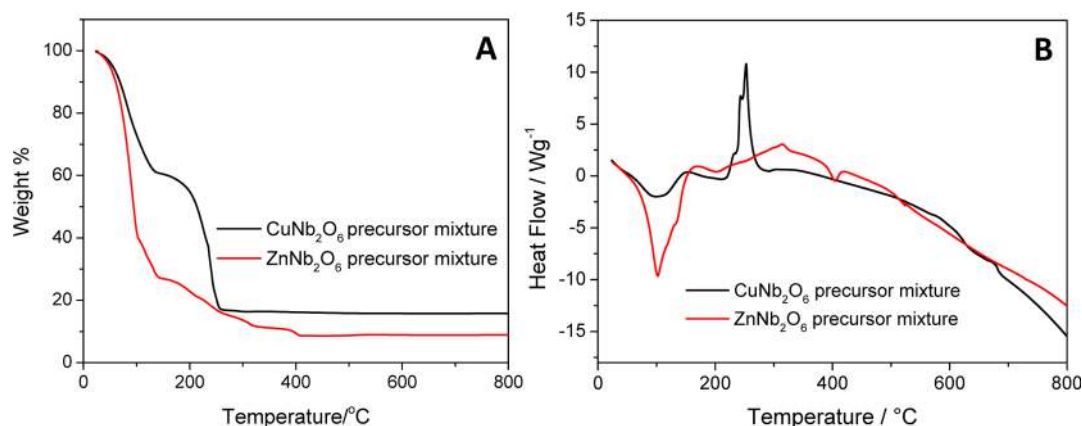 A
100
80
60
40
20
0
Weight %
CuNb₂O₆ precursor mixture
ZnNb₂O₆ precursor mixture
0 200 400 600 800
Temperature/°C
B
15
10
5
0
-5
-10
-15
Heat Flow / Wg⁻¹
CuNb₂O₆ precursor mixture
ZnNb₂O₆ precursor mixture
0 200 400 600 800
Temperature / °C